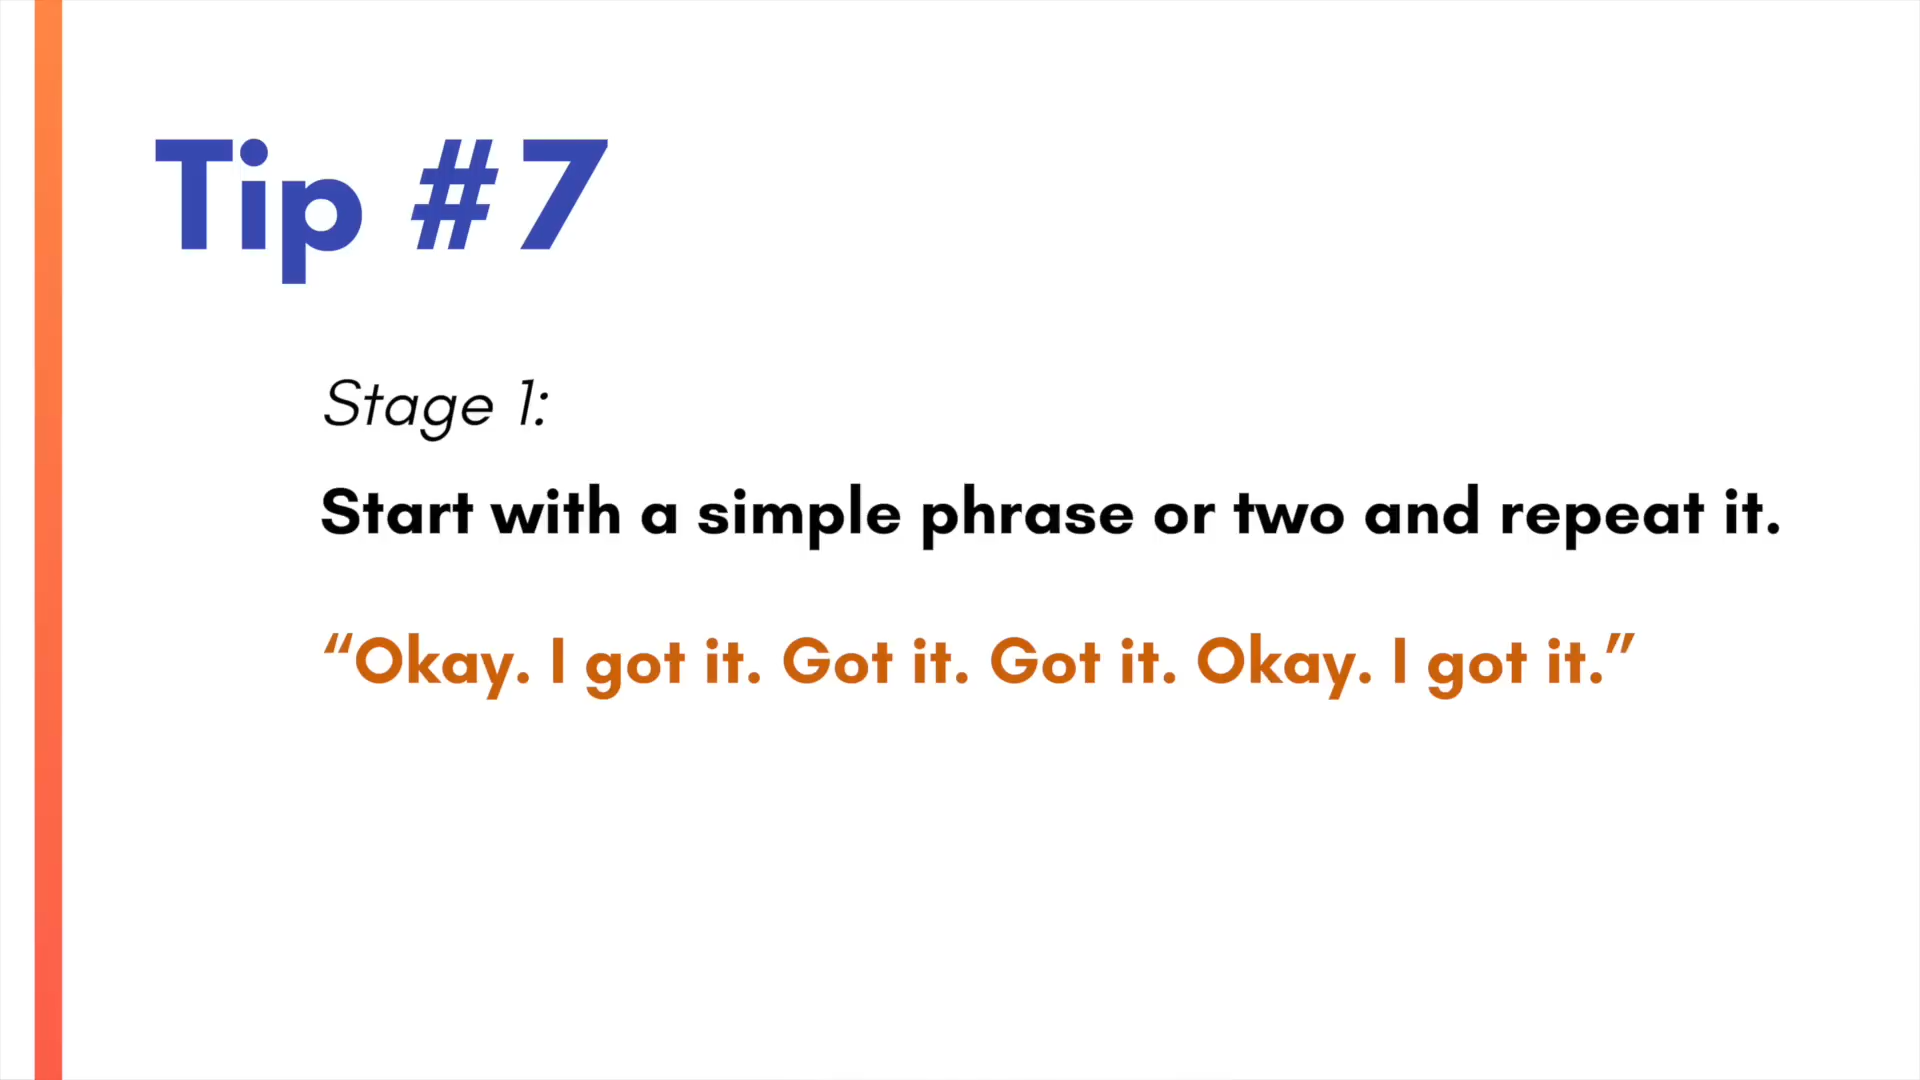 Tip #7
Stage 1:
Start with a simple phrase or two and repeat it.
“Okay. I got it. Got it. Got it. Okay. I got it.”